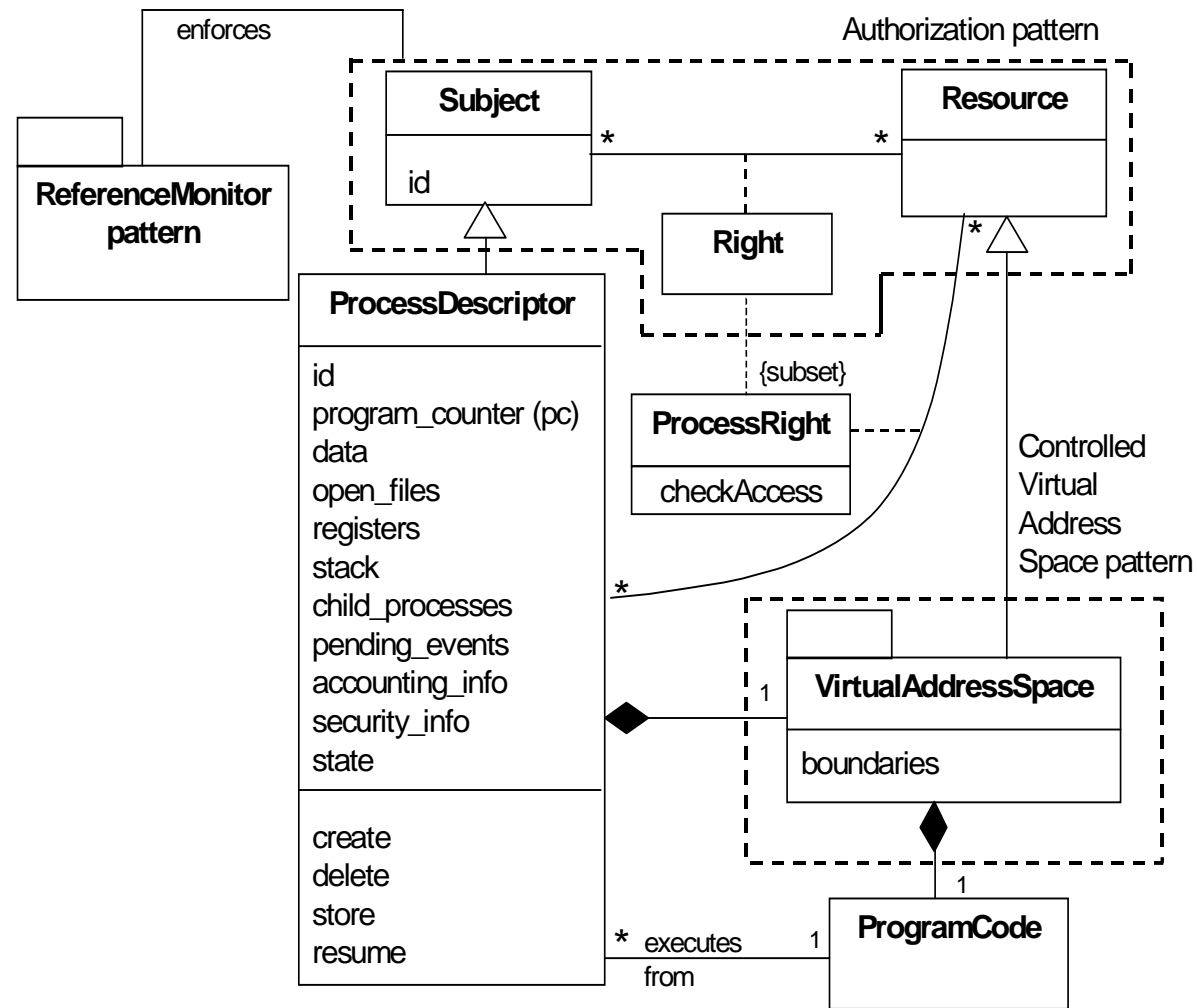 enforces
Authorization pattern
Subject
id
*
*
Resource
ReferenceMonitor
pattern
Right
*
ProcessDescriptor
id
program_counter (pc)
data
open_files
registers
stack
child_processes
pending_events
accounting_info
security_info
state
create
delete
store
resume
{subset}
ProcessRight
checkAccess
Controlled
Virtual
Address
Space pattern
*
1
VirtualAddressSpace
boundaries
1
ProgramCode
* executes 1
from